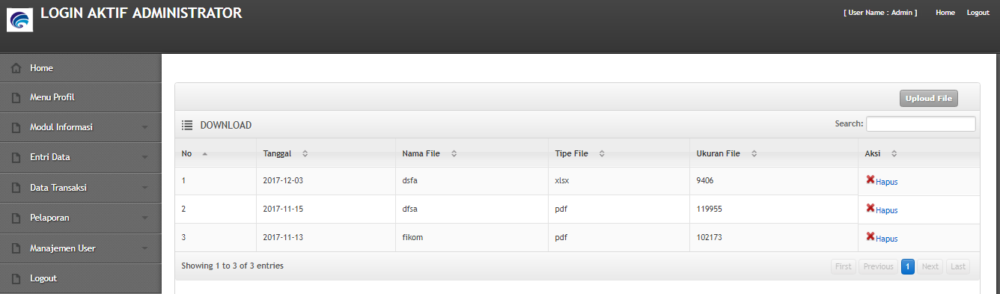 LOGIN AKTIF ADMINISTRATOR
[ User Name : Admin ] Home Logout
Home
Menu Profil
Modul Informasi
Entri Data
Data Transaksi
Pelaporan
Manajemen User
Logout
Uploud File
DOWNLOAD Search:
No Tanggal Nama File Tipe File Ukuran File Aksi
1 2017-12-03 dsfa xlsx 9406 Hapus
2 2017-11-15 dfsa pdf 119955 Hapus
3 2017-11-13 fikom pdf 102173 Hapus
Showing 1 to 3 of 3 entries First Previous 1 Next Last